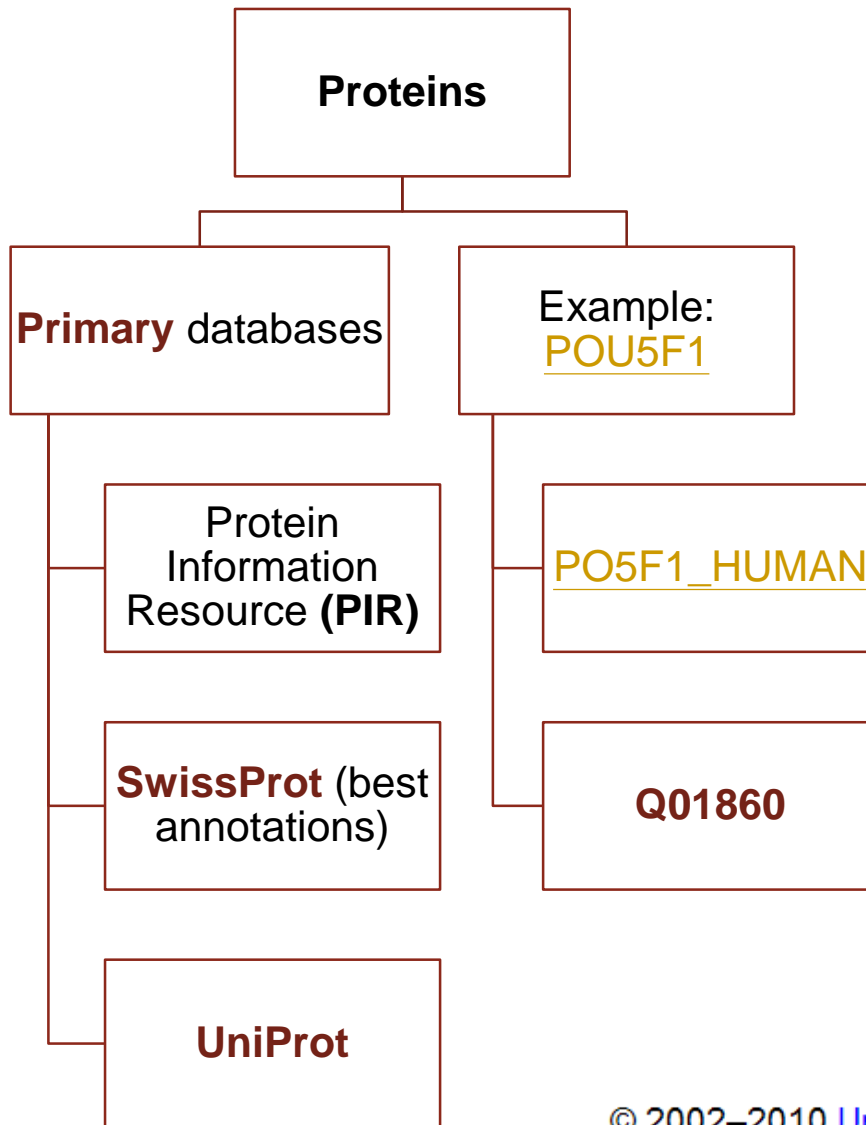 Proteins
Primary databases
Example:
POU5F1
Protein
Information
Resource (PIR)
PO5F1_HUMAN
SwissProt (best
annotations)
Q01860
UniProt
© 2002–2010